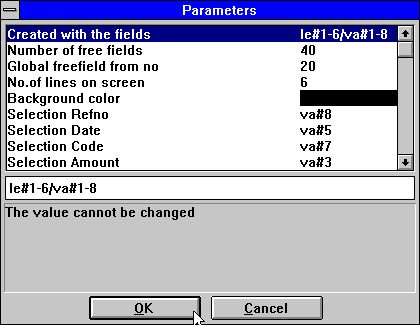 Parameters
Created with the fields le#1-6/va#1-8
Number of free fields 40
Global freefield from no 20
No.of lines on screen 6
Background color
Selection Refno va#8
Selection Date va#5
Selection Code va#7
Selection Amount va#3
le#1-6/va#1-8
The value cannot be changed
OK Cancel